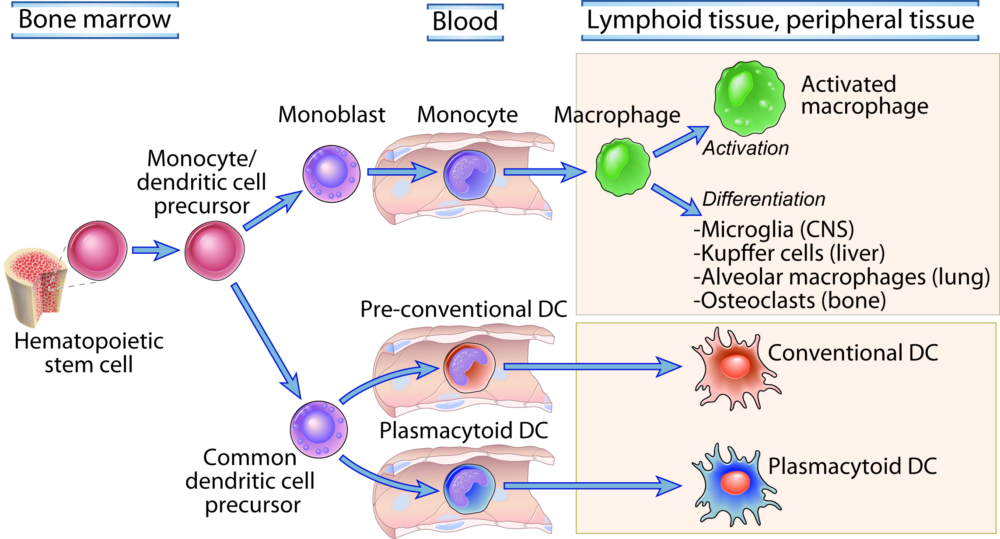 Bone marrow
Blood
Lymphoid tissue, peripheral tissue
Activated
macrophage
Monoblast
Monocyte
Macrophage
Activation
Monocyte/
dendritic cell
precursor
Differentiation
-Microglia (CNS)
-Kupffer cells (liver)
-Alveolar macrophages (lung)
-Osteoclasts (bone)
Hematopoietic
stem cell
Pre-conventional DC
Conventional DC
Plasmacytoid DC
Common
dendritic cell
precursor
Plasmacytoid DC